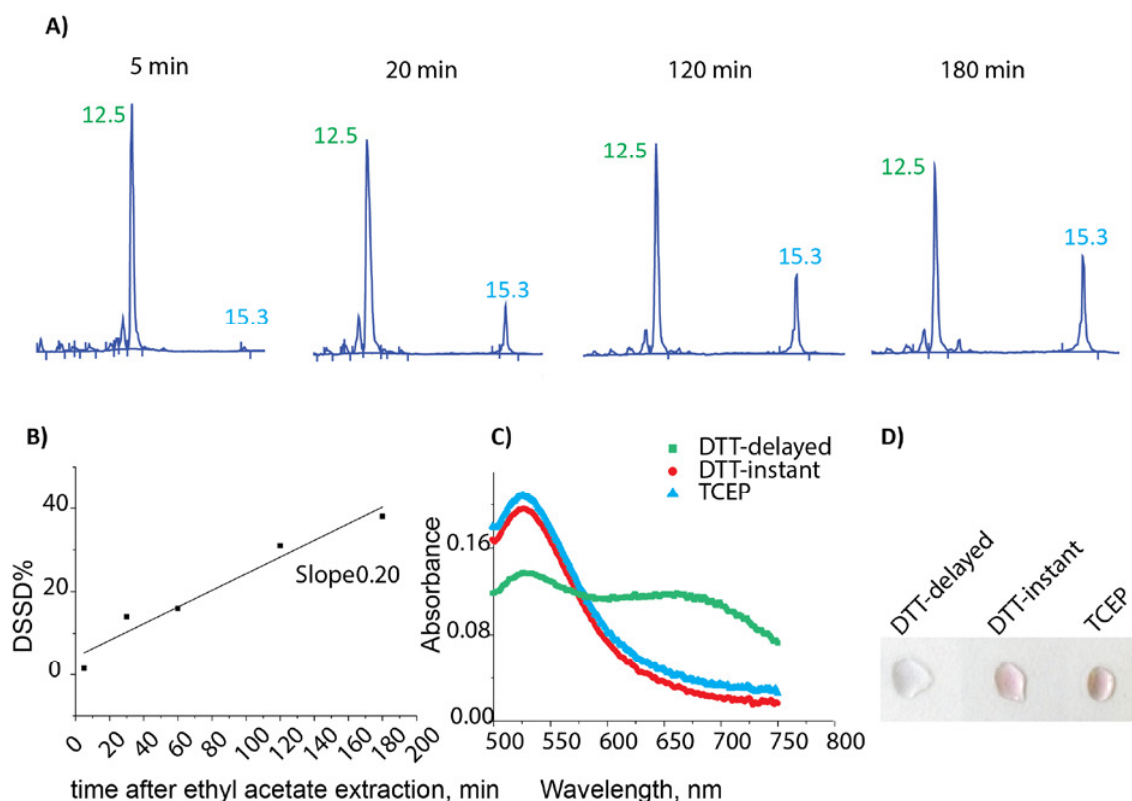 A)
5 min
20 min
120 min
180 min
12.5
15.3
12.5
15.3
12.5
15.3
12.5
15.3
B)
DSSD%
40
20
0
Slope0.20
0
20
40
60
80
100
120
140
160
180
200
time after ethyl acetate extraction, min
C)
DTT-delayed
DTT-instant
TCEP
Absorbance
0.16
0.08
0.00
500
550
600
650
700
750
800
Wavelength, nm
D)
DTT-delayed
DTT-instant
TCEP